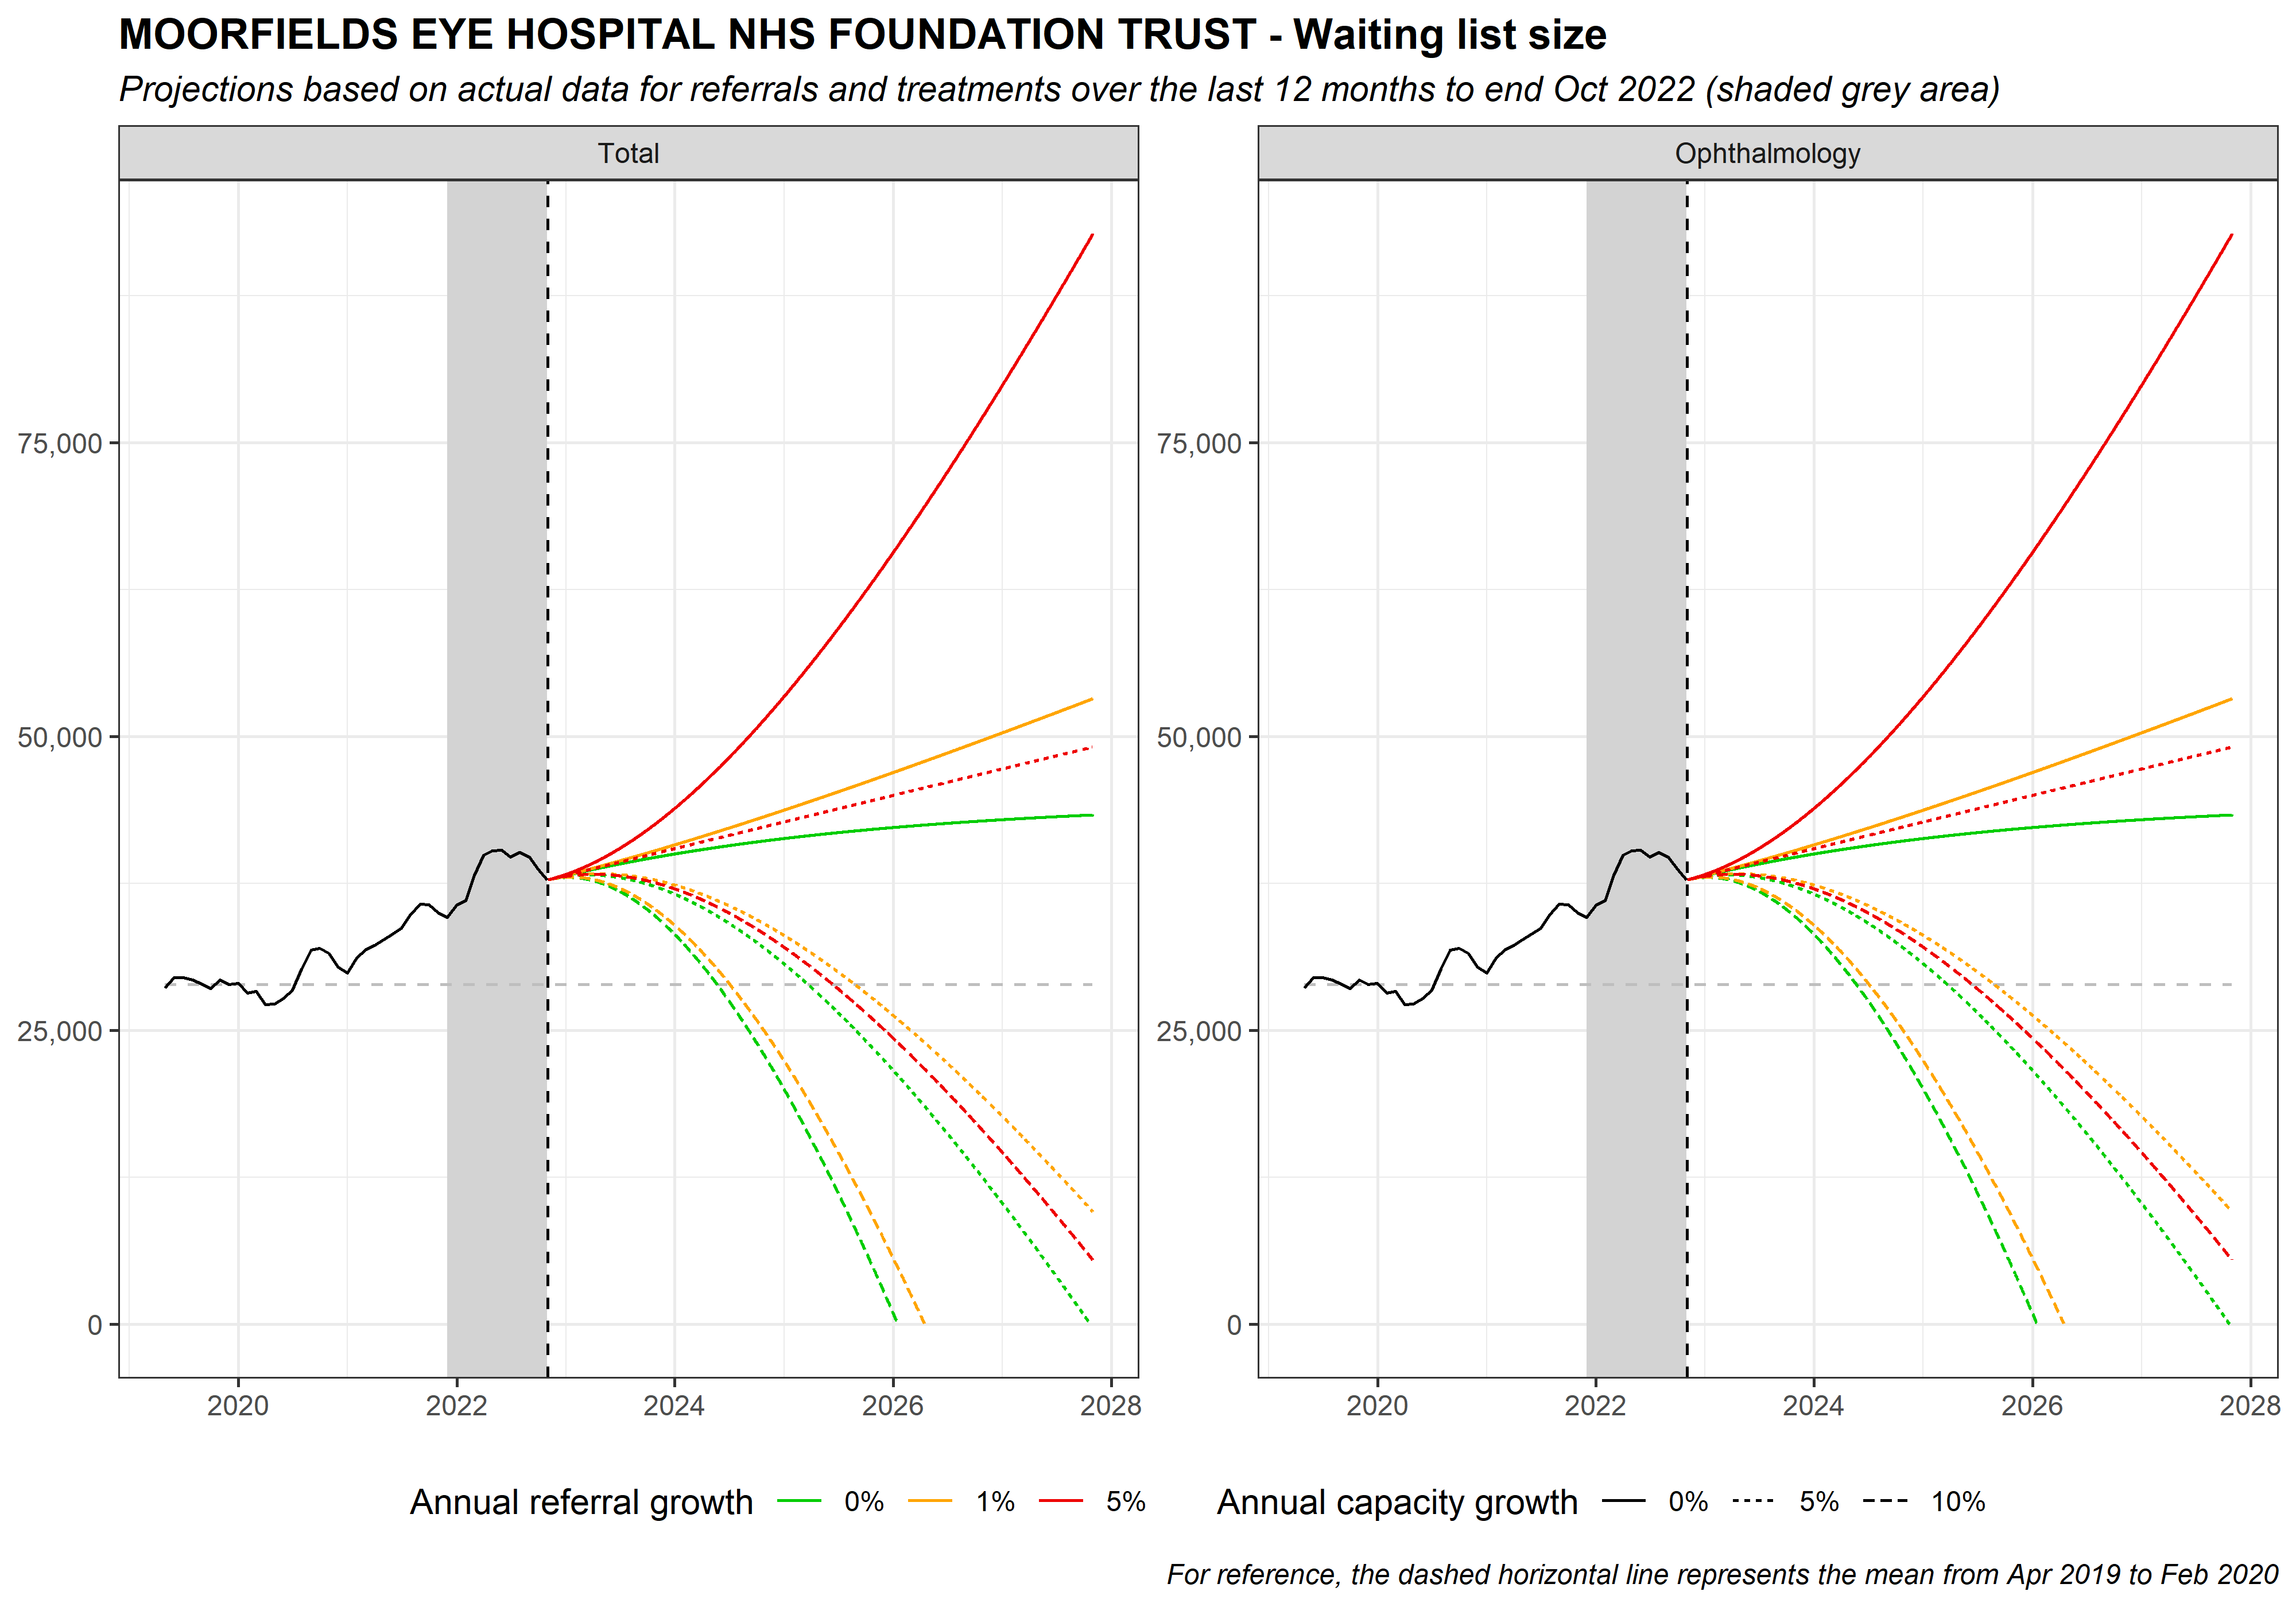 MOORFIELDS EYE HOSPITAL NHS FOUNDATION TRUST - Waiting list size
Projections based on actual data for referrals and treatments over the last 12 months to end Oct 2022 (shaded grey area)
Total
75,000
50,000
25,000
0
2020 2022 2024 2026 2028
Ophthalmology
75,000
50,000
25,000
0
2020 2022 2024 2026 2028
Annual referral growth 0% 1% 5%
Annual capacity growth 0% 5% 10%
For reference, the dashed horizontal line represents the mean from Apr 2019 to Feb 2020